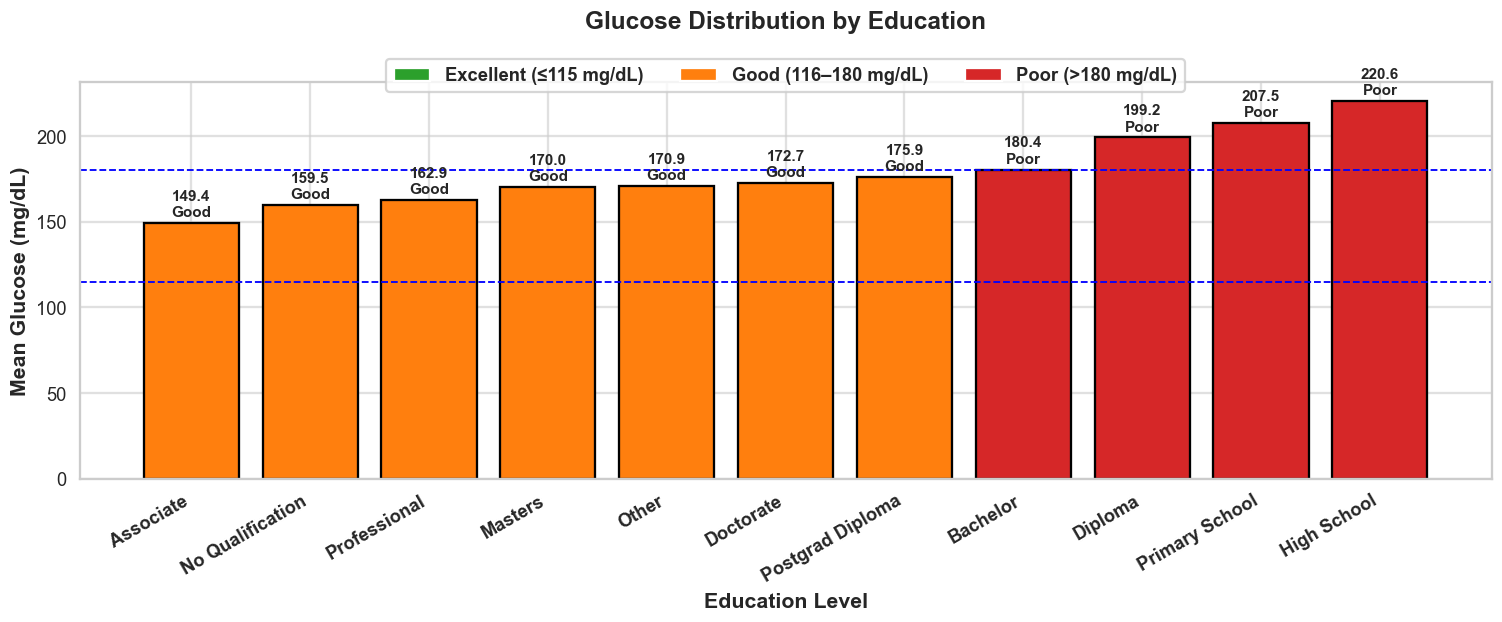 Glucose Distribution by Education
Excellent (≤115 mg/dL) Good (116–180 mg/dL) Poor (>180 mg/dL)
Mean Glucose (mg/dL)
200
150
100
50
0
149.4
Good
159.5
Good
162.9
Good
170.0
Good
170.9
Good
172.7
Good
175.9
Good
180.4
Poor
199.2
Poor
207.5
Poor
220.6
Poor
Associate
No Qualification
Professional
Masters
Other
Doctorate
Postgrad Diploma
Bachelor
Diploma
Primary School
High School
Education Level